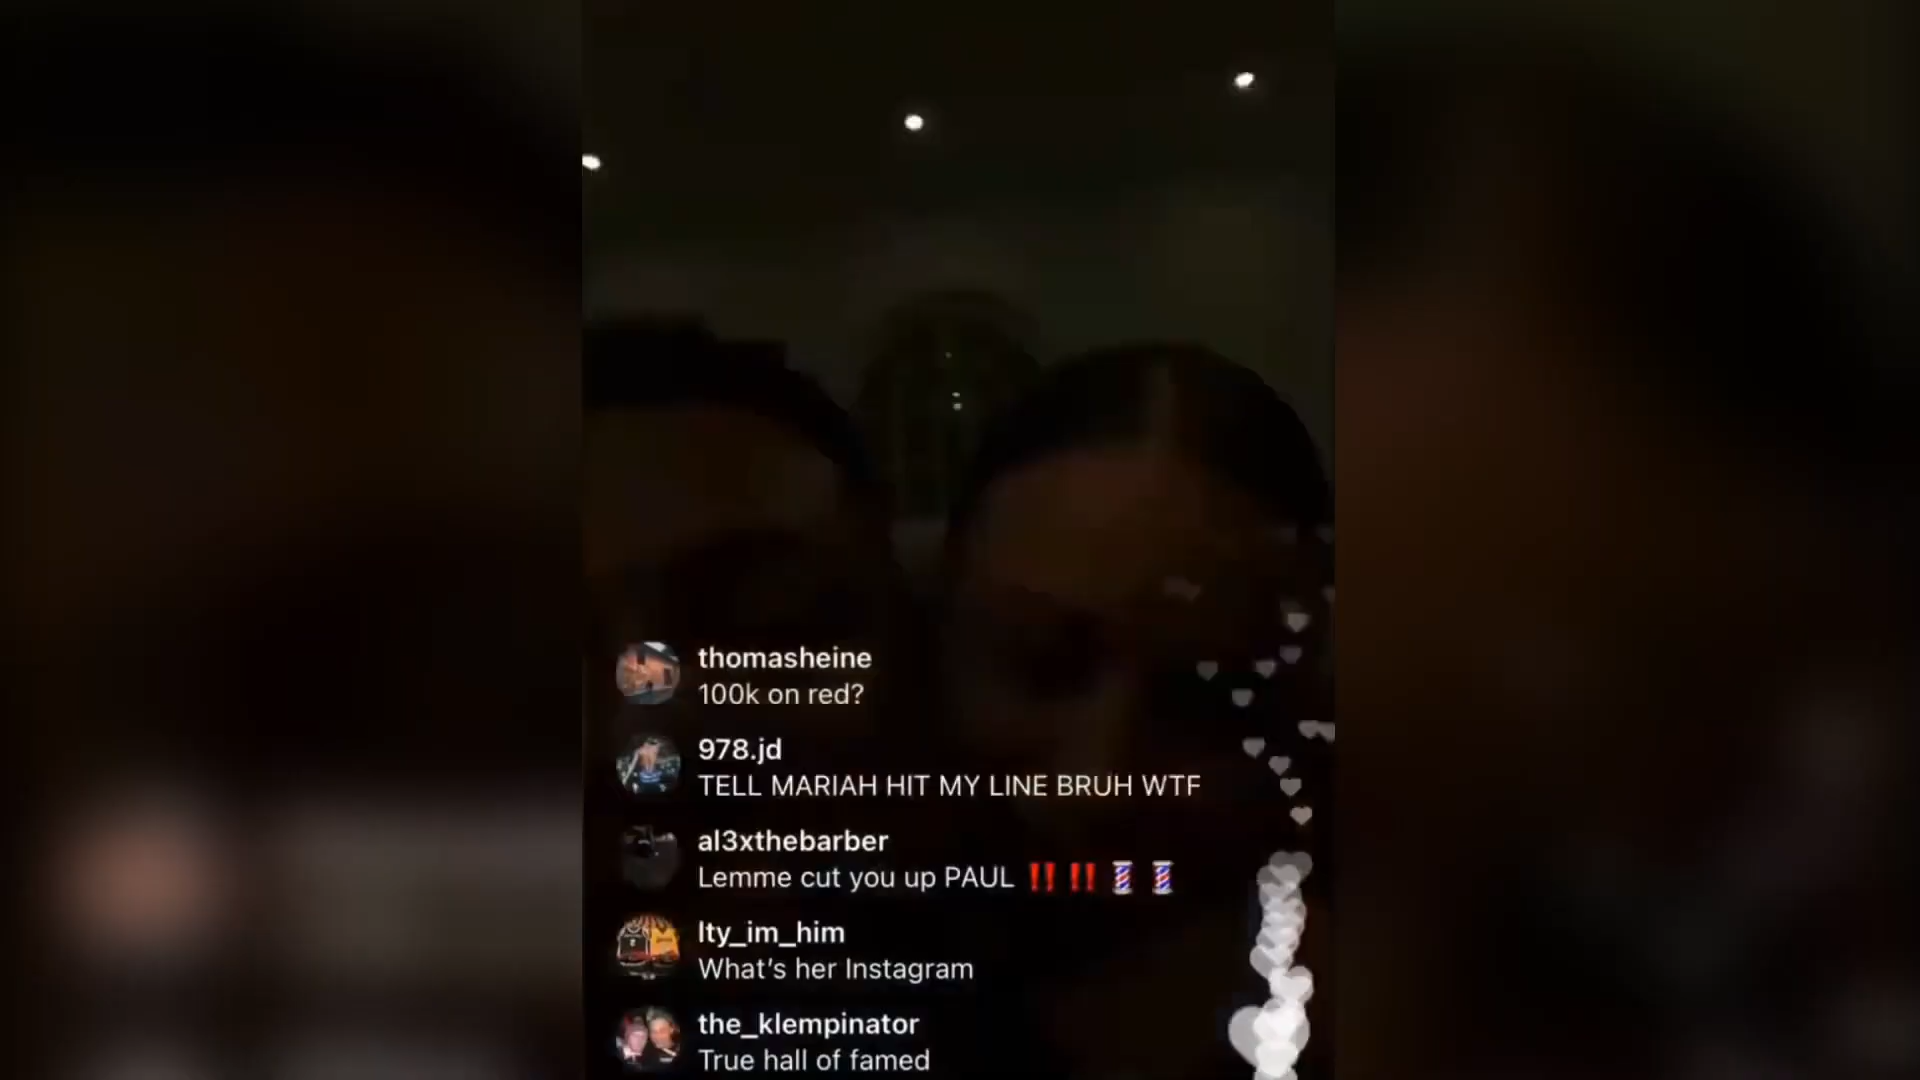 thomasheine
100k on red?
978.jd
TELL MARIAH HIT MY LINE BRUH WTF
al3xthebarber
Lemme cut you up PAUL ‼️ ‼️ 💈 💈
lty_im_him
What's her Instagram
the_klempinator
True hall of famed